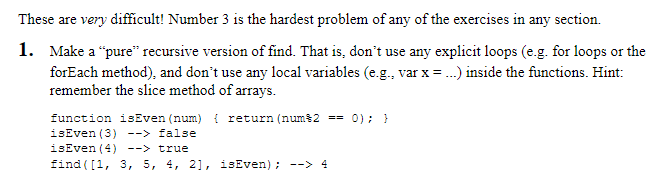 These are very difficult! Number 3 is the hardest problem of any of the exercises in any section.
1. Make a “pure” recursive version of find. That is, don’t use any explicit loops (e.g. for loops or the
forEach method), and don’t use any local variables (e.g., var x = ...) inside the functions. Hint:
remember the slice method of arrays.
function isEven(num) { return(num%2 == 0); }
isEven(3) --> false
isEven(4) --> true
find([1, 3, 5, 4, 2], isEven); --> 4